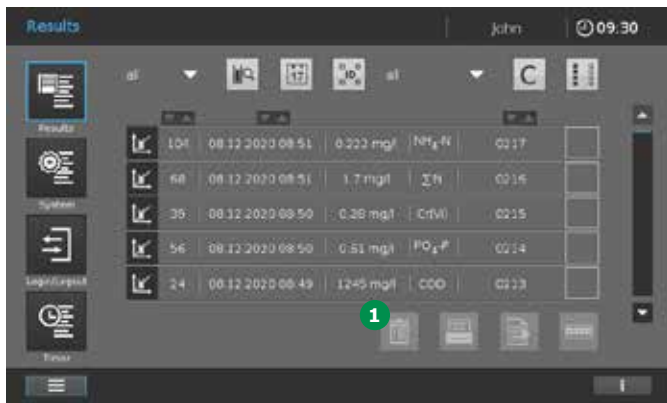 Results John 09:30
all all C
Results
104 08.12.2020 08:51 0.222 mg/l NH₄-N 0217
68 08.12.2020 08:51 1.7 mg/l ΣN 0216
System
35 08.12.2020 08:50 0.28 mg/l Cr(VI) 0215
56 08.12.2020 08:50 0.61 mg/l PO₄-P 0214
Login/Logout
24 08.12.2020 08:49 1245 mg/l COD 0213
1
Timer
i